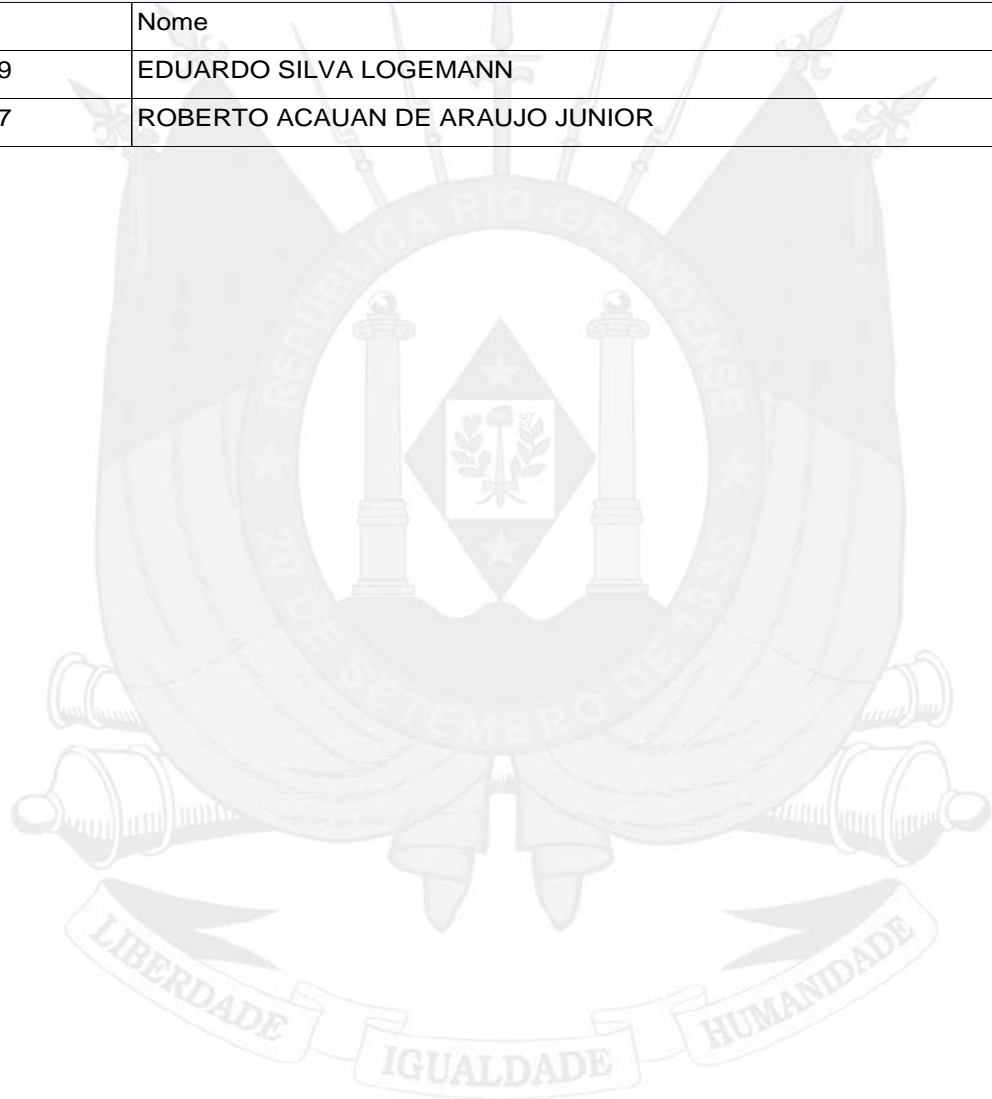 Nome
9 EDUARDO SILVA LOGEMANN
7 ROBERTO ACAUAN DE ARAUJO JUNIOR
REPÚBLICA RIO-GRANDENSE
20 DE SETEMBRO DE 1835
LIBERDADE IGUALDADE HUMANIDADE